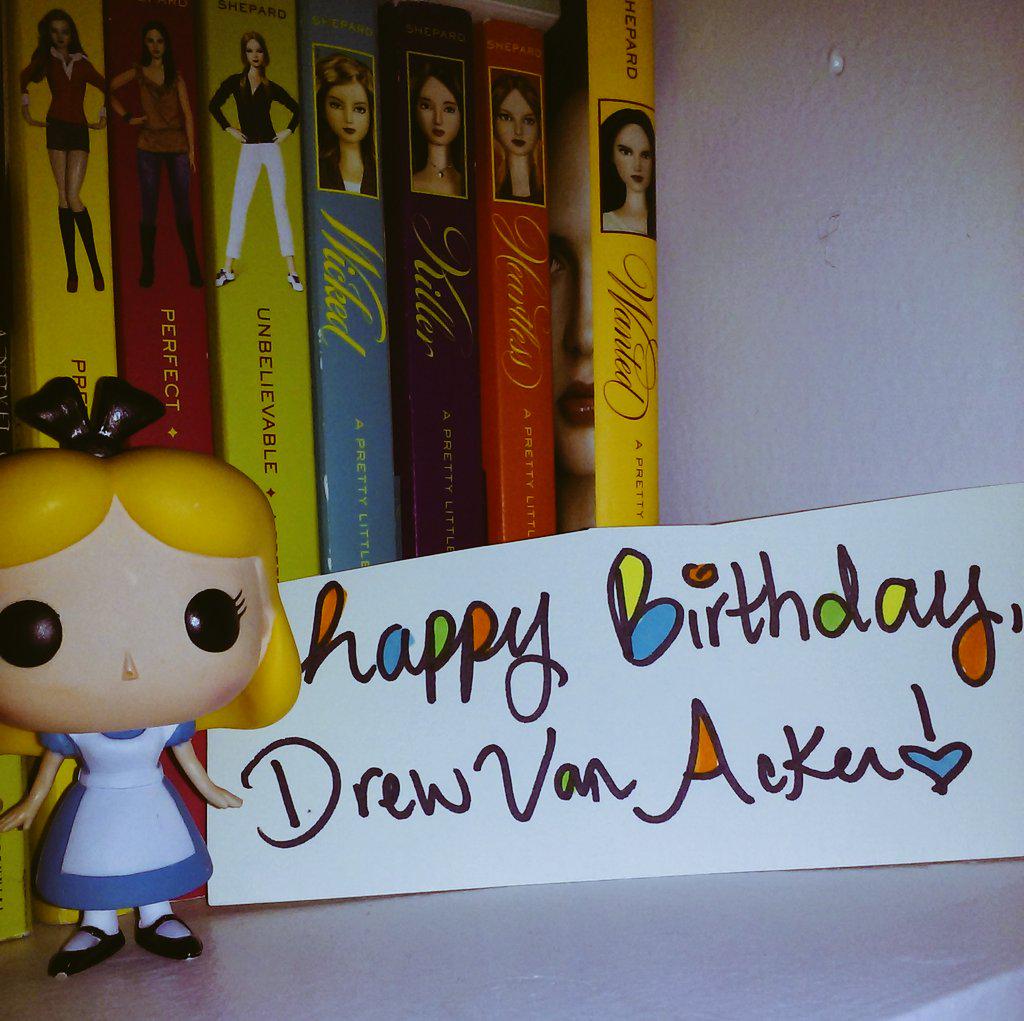 SHEPARD
PERFECT
SHEPARD
UNBELIEVABLE
SHEPARD
Wicked
A PRETTY LITTLE
SHEPARD
Killer
A PRETTY LITTLE
SHEPARD
Heartless
A PRETTY LITTLE
SHEPARD
Wanted
A PRETTY
happy Birthday,
Drew Van Acker!